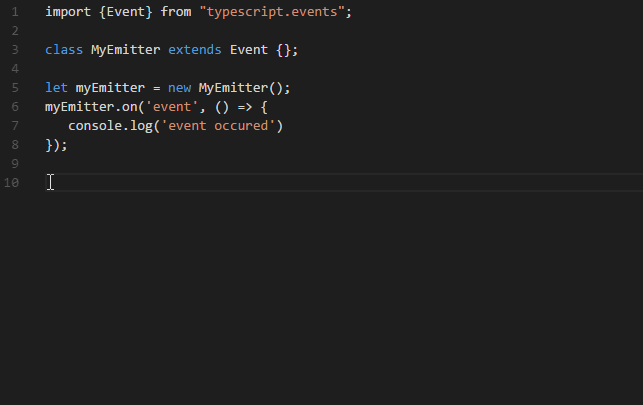 1 import {Event} from "typescript.events";
2
3 class MyEmitter extends Event {};
4
5 let myEmitter = new MyEmitter();
6 myEmitter.on('event', () => {
7    console.log('event occured')
8 });
9
10